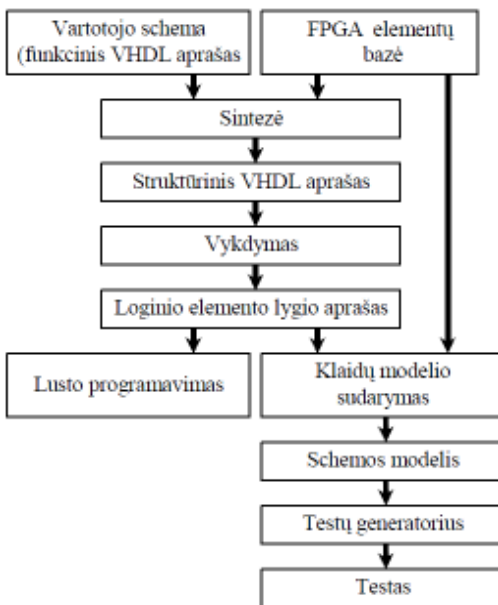 Vartotojo schema
(funkcinis VHDL aprašas
FPGA elementų
bazė
Sintezė
Struktūrinis VHDL aprašas
Vykdymas
Loginio elemento lygio aprašas
Lusto programavimas
Klaidų modelio
sudarymas
Schemos modelis
Testų generatorius
Testas